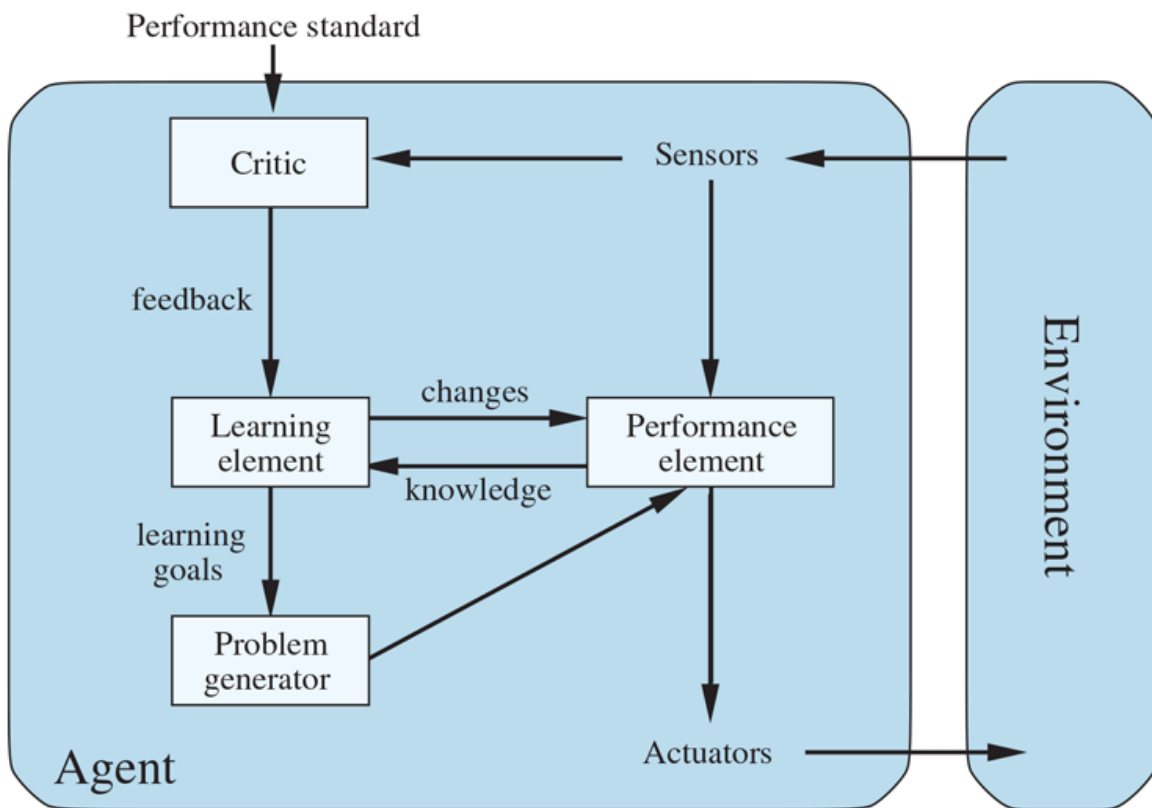 Performance standard
Critic
Sensors
feedback
Learning
element
changes
knowledge
Performance
element
Environment
learning
goals
Problem
generator
Actuators
Agent